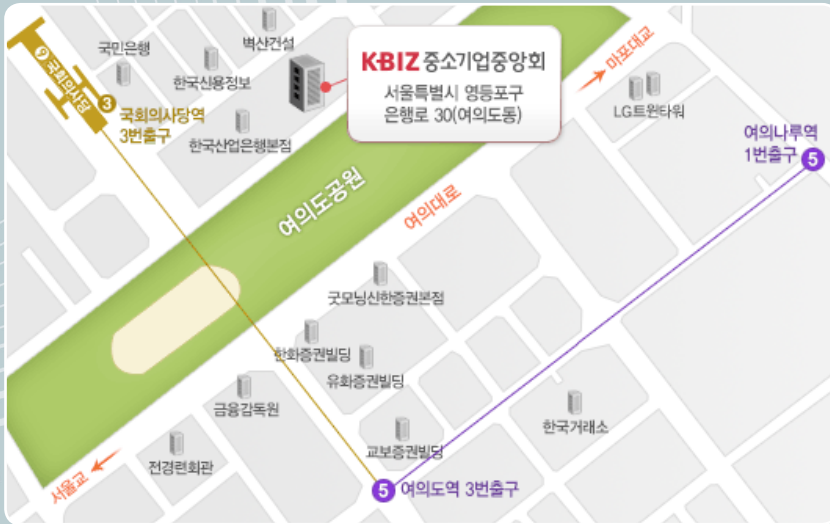 벽산건설
국민은행
9 국회의사당
한국신용정보
3
국회의사당역
3번출구
한국산업은행본점
K-BIZ 중소기업중앙회
서울특별시 영등포구
은행로 30(여의도동)
마포대교
LG트윈타워
여의나루역
1번출구 5
여의도공원
여의대로
굿모닝신한증권본점
한화증권빌딩
유화증권빌딩
금융감독원
한국거래소
교보증권빌딩
전경련회관
서울교
5 여의도역 3번출구